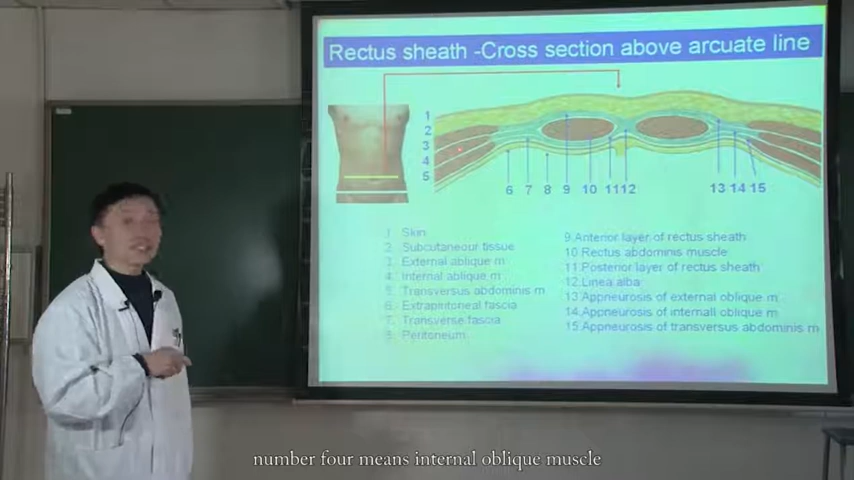 Rectus sheath -Cross section above arcuate line
1
2
3
4
5
6 7 8 9 10 11 12 13 14 15
1 Skin
2 Subcutaneour tissue
3 External oblique m
4 Internal oblique m
5 Transversus abdominis m
6 Extrapintoneal fascia
7 Transverse fascia
8 Peritoneum
9.Anterior layer of rectus sheath
10 Rectus abdominis muscle
11 Posterior layer of rectus sheath
12.Linea alba
13 Appneurosis of external oblique m
14.Appneurosis of internall oblique m
15.Appneurosis of transversus abdominis m
number four means internal oblique muscle